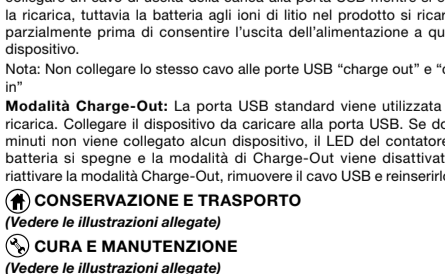 collegare un cavo di uscita della carica alla porta USB mentre si e
la ricarica, tuttavia la batteria agli ioni di litio nel prodotto si ricar
parzialmente prima di consentire l'uscita dell'alimentazione a qu
dispositivo.
Nota: Non collegare lo stesso cavo alle porte USB “charge out” e “c
in”
Modalità Charge-Out: La porta USB standard viene utilizzata
ricarica. Collegare il dispositivo da caricare alla porta USB. Se do
minuti non viene collegato alcun dispositivo, il LED del contatore
batteria si spegne e la modalità di Charge-Out viene disattivat
riattivare la modalità Charge-Out, rimuovere il cavo USB e reinserirlo
CONSERVAZIONE E TRASPORTO
(Vedere le illustrazioni allegate)
CURA E MANUTENZIONE
(Vedere le illustrazioni allegate)